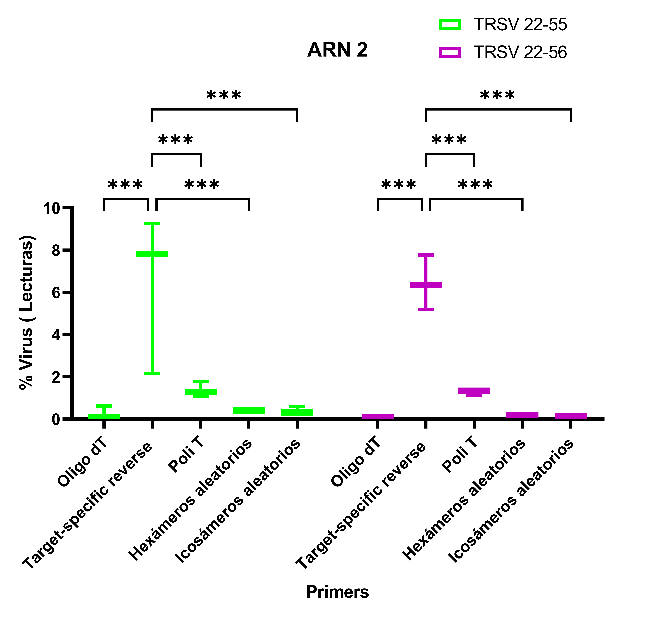 TRSV 22-55
TRSV 22-56
ARN 2
***
***
***
***
***
***
***
***
% Virus ( Lecturas)
10
8
6
4
2
0
Oligo dT
Target-specific reverse
Poli T
Hexámeros aleatorios
Icosámeros aleatorios
Oligo dT
Target-specific reverse
Poli T
Hexámeros aleatorios
Icosámeros aleatorios
Primers